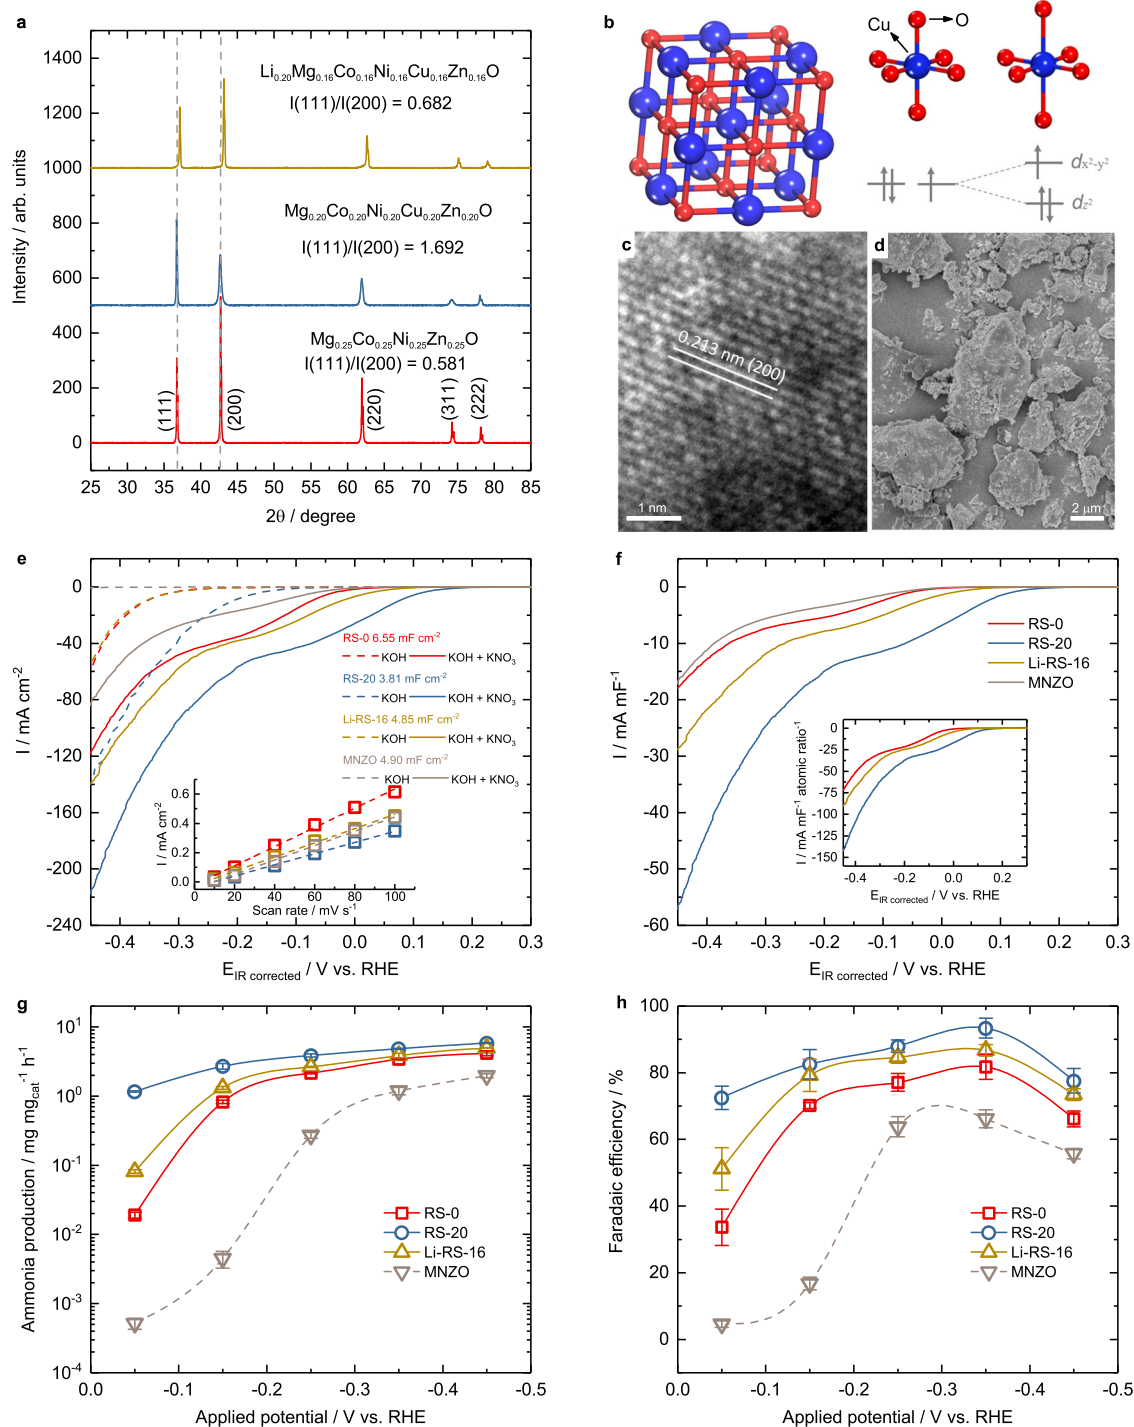 a
1400
1200
1000
800
600
400
200
0
Intensity / arb. units
Li0.20Mg0.16Co0.16Ni0.16Cu0.16Zn0.16O
I(111)/I(200) = 0.682
Mg0.20Co0.20Ni0.20Cu0.20Zn0.20O
I(111)/I(200) = 1.692
Mg0.25Co0.25Ni0.25Zn0.25O
I(111)/I(200) = 0.581
(111)
(200)
(220)
(311)
(222)
25 30 35 40 45 50 55 60 65 70 75 80 85
2θ / degree
b
Cu
O
dx²-y²
dz²
c
0.213 nm (200)
1 nm
d
2 μm
e
0
-40
-80
-120
-160
-200
-240
I / mA cm-2
RS-0 6.55 mF cm-2
KOH KOH + KNO3
RS-20 3.81 mF cm-2
KOH KOH + KNO3
Li-RS-16 4.85 mF cm-2
KOH KOH + KNO3
MNZO 4.90 mF cm-2
KOH KOH + KNO3
0.6
0.4
0.2
0.0
I / mA cm-2
0 20 40 60 80 100
Scan rate / mV s-1
-0.4 -0.3 -0.2 -0.1 0.0 0.1 0.2 0.3
EIR corrected / V vs. RHE
f
0
-10
-20
-30
-40
-50
-60
I / mA mF-1
RS-0
RS-20
Li-RS-16
MNZO
0
-25
-50
-75
-100
-125
-150
I / mA mF-1 atomic ratio-1
-0.4 -0.2 0.0 0.2
EIR corrected / V vs. RHE
-0.4 -0.3 -0.2 -0.1 0.0 0.1 0.2 0.3
EIR corrected / V vs. RHE
g
10^1
10^0
10^-1
10^-2
10^-3
10^-4
Ammonia production / mg mgcat-1 h-1
RS-0
RS-20
Li-RS-16
MNZO
0.0 -0.1 -0.2 -0.3 -0.4 -0.5
Applied potential / V vs. RHE
h
100
80
60
40
20
0
Faradaic efficiency / %
RS-0
RS-20
Li-RS-16
MNZO
0.0 -0.1 -0.2 -0.3 -0.4 -0.5
Applied potential / V vs. RHE